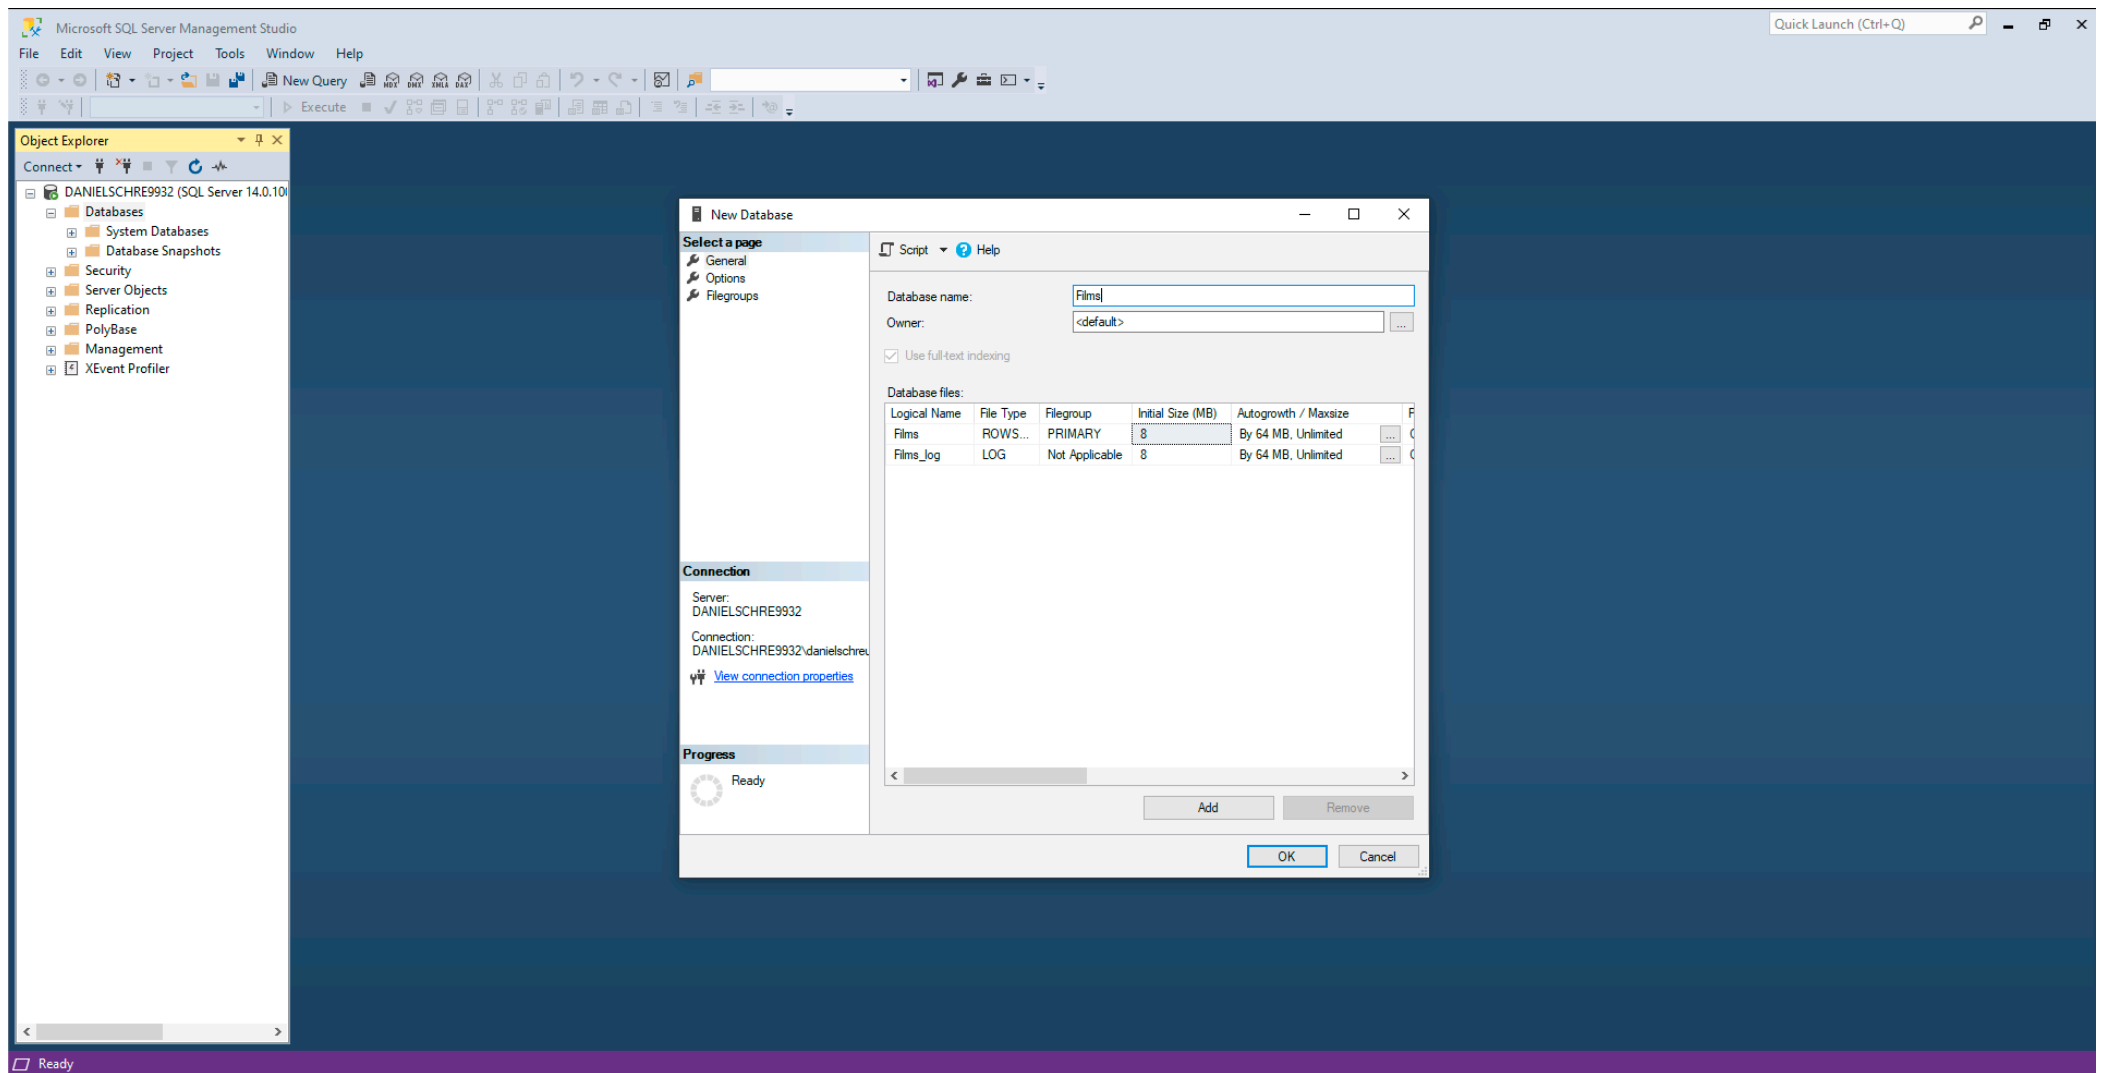 Microsoft SQL Server Management Studio
Quick Launch (Ctrl+Q)
File Edit View Project Tools Window Help
New Query MDX DMX XMLA DAX
Execute
Object Explorer
Connect
DANIELSCHRE9932 (SQL Server 14.0.10
Databases
System Databases
Database Snapshots
Security
Server Objects
Replication
PolyBase
Management
XEvent Profiler
New Database
Select a page
General
Options
Filegroups
Script Help
Database name: Films
Owner: <default> ...
Use full-text indexing
Database files:
Logical Name File Type Filegroup Initial Size (MB) Autogrowth / Maxsize
Films ROWS... PRIMARY 8 By 64 MB, Unlimited ...
Films_log LOG Not Applicable 8 By 64 MB, Unlimited ...
Connection
Server:
DANIELSCHRE9932
Connection:
DANIELSCHRE9932\danielschreu
View connection properties
Progress
Ready
Add Remove
OK Cancel
Ready